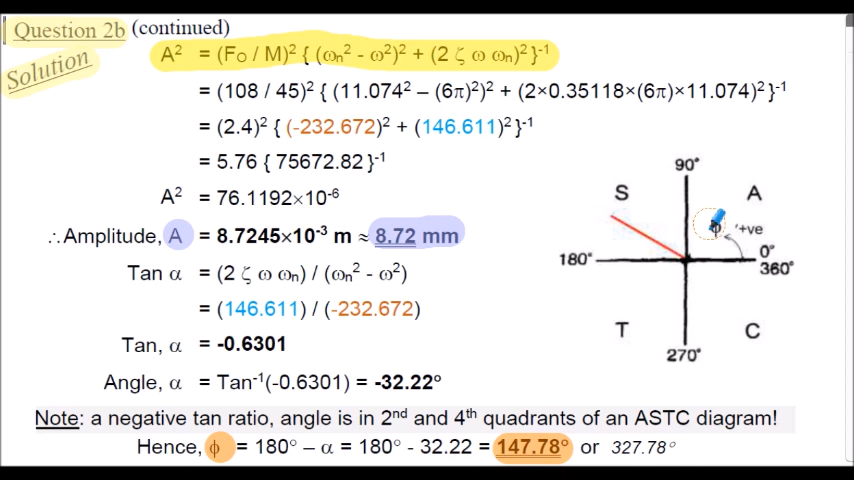 Question 2b (continued)
Solution
A² = (Fo / M)² { (ωn² - ω²)² + (2 ζ ω ωn)² }⁻¹
= (108 / 45)² { (11.074² – (6π)²)² + (2×0.35118×(6π)×11.074)² }⁻¹
= (2.4)² { (-232.672)² + (146.611)² }⁻¹
= 5.76 { 75672.82 }⁻¹
A² = 76.1192×10⁻⁶
∴Amplitude, A = 8.7245×10⁻³ m ≈ 8.72 mm
Tan α = (2 ζ ω ωn) / (ωn² - ω²)
= (146.611) / (-232.672)
Tan, α = -0.6301
Angle, α = Tan⁻¹(-0.6301) = -32.22º
Note: a negative tan ratio, angle is in 2nd and 4th quadrants of an ASTC diagram!
Hence, ϕ = 180° – α = 180° - 32.22 = 147.78° or 327.78°
90°
S A
ϕ '+ve
180° 0°
360°
T C
270°